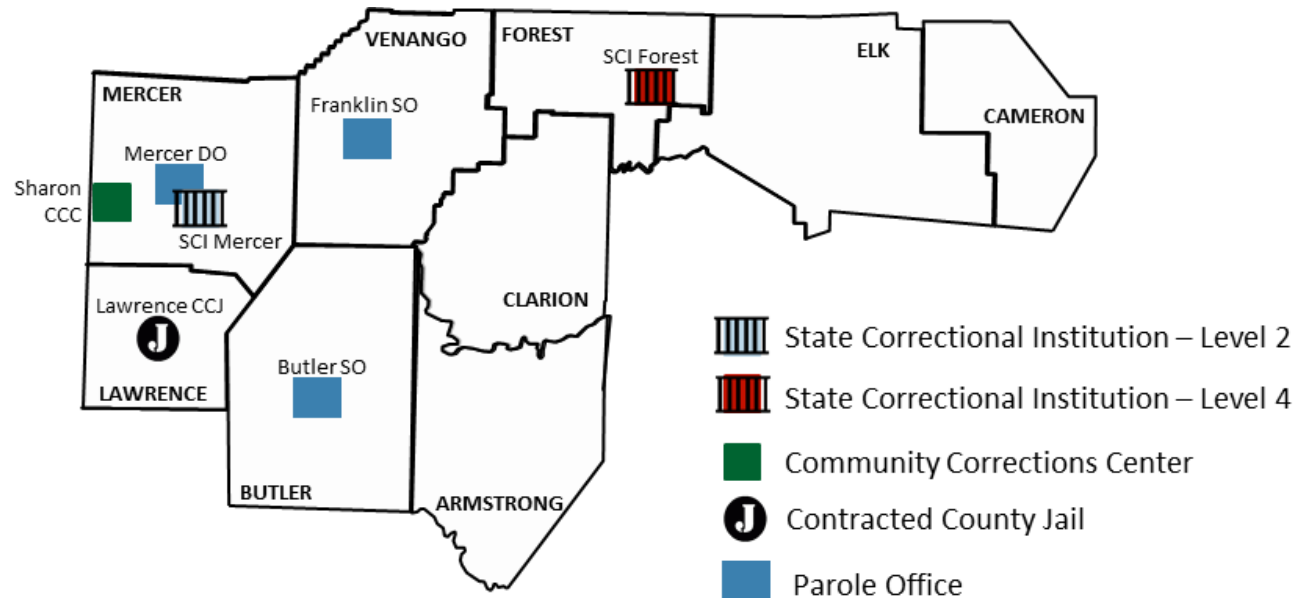 VENANGO
FOREST
SCI Forest
ELK
MERCER
Franklin SO
CAMERON
Mercer DO
Sharon
CCC
SCI Mercer
CLARION
Lawrence CCJ
J
LAWRENCE
Butler SO
BUTLER
ARMSTRONG
State Correctional Institution – Level 2
State Correctional Institution – Level 4
Community Corrections Center
J
Contracted County Jail
Parole Office